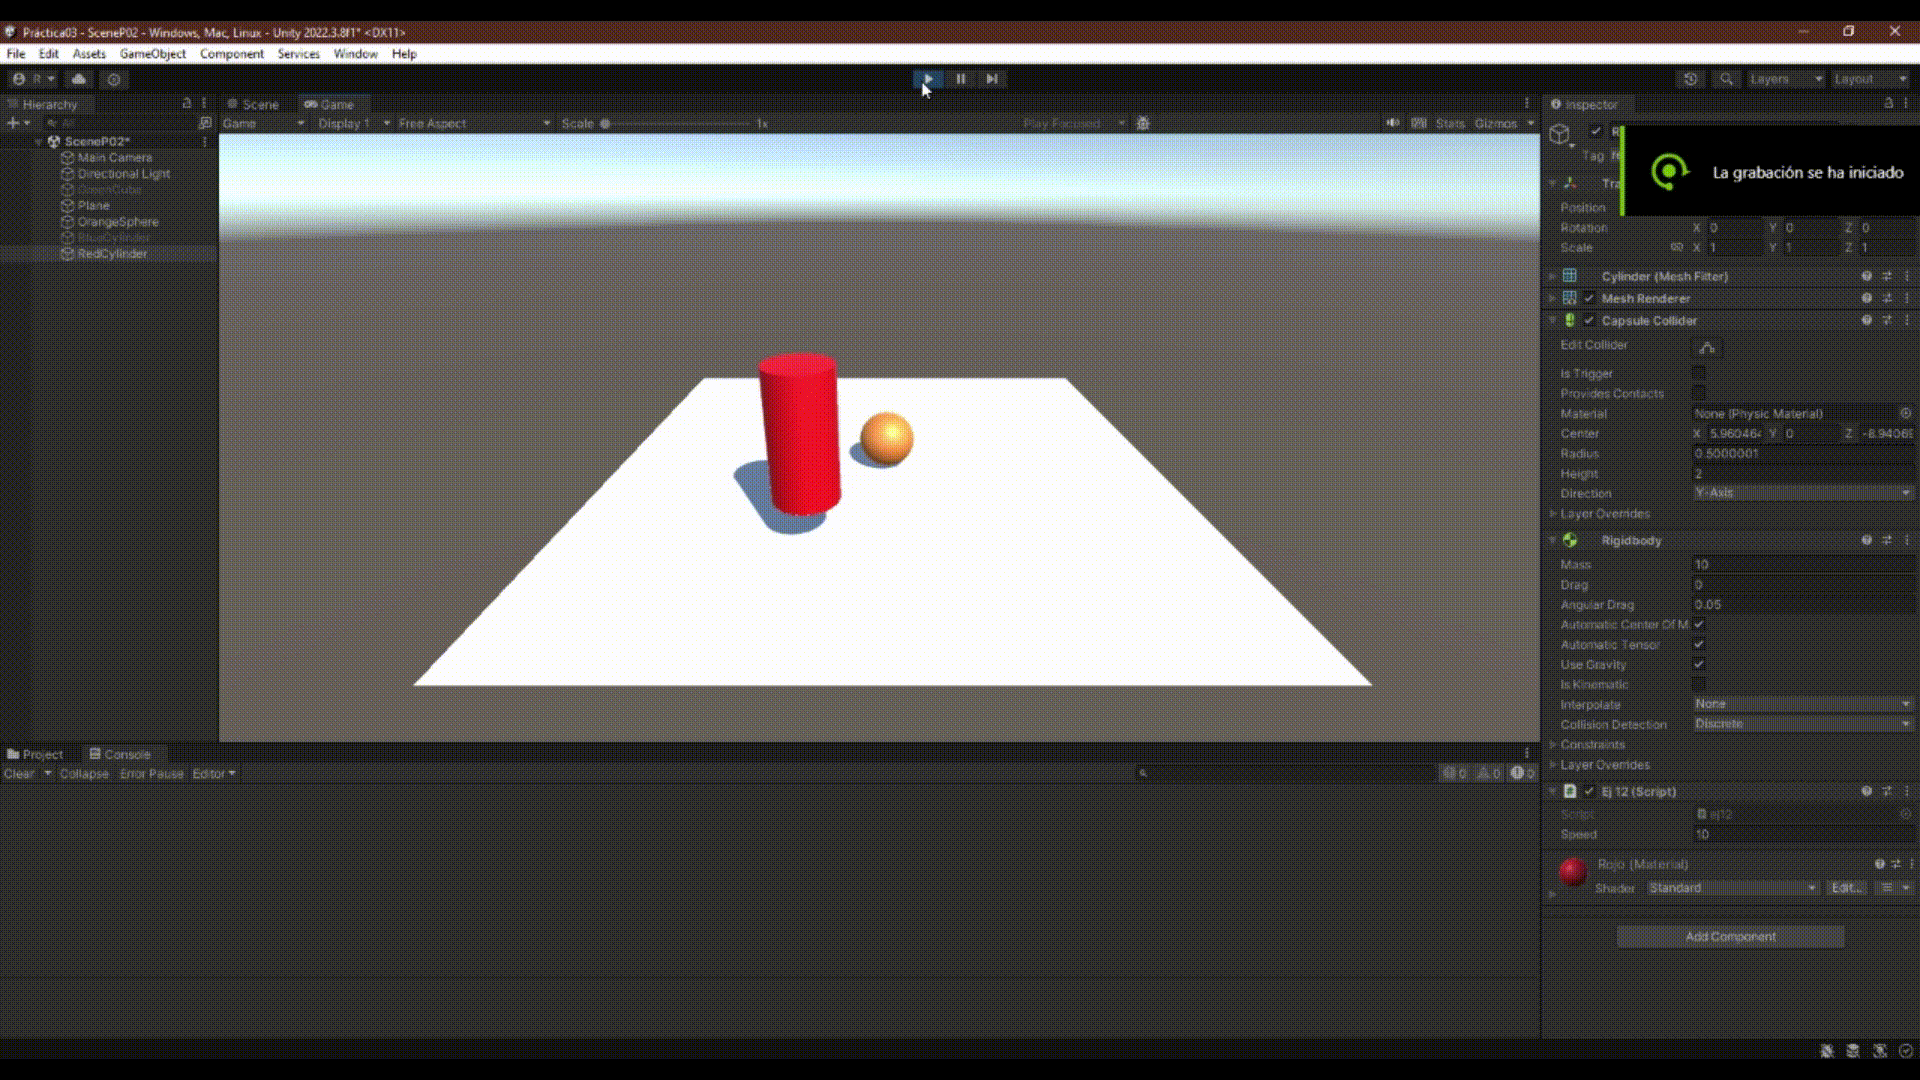 Práctica03 - SceneP02 - Windows, Mac, Linux - Unity 2022.3.8f1* <DX11>
File Edit Assets GameObject Component Services Window Help
R Layers Layout
Hierarchy Scene Game Inspector
All Game Display 1 Free Aspect Scale 1x Play Focused Stats Gizmos
SceneP02*
Main Camera
Directional Light
GreenCube
Plane
OrangeSphere
BlueCylinder
RedCylinder
Tag
La grabación se ha iniciado
Position
Rotation X 0 Y 0 Z 0
Scale X 1 Y 1 Z 1
Cylinder (Mesh Filter)
Mesh Renderer
Capsule Collider
Edit Collider
Is Trigger
Provides Contacts
Material None (Physic Material)
Center X 5.96046 Y 0 Z -8.9406
Radius 0.5000001
Height 2
Direction Y-Axis
Layer Overrides
Rigidbody
Mass 10
Drag 0
Angular Drag 0.05
Automatic Center Of M
Automatic Tensor
Use Gravity
Is Kinematic
Interpolate None
Collision Detection Discrete
Constraints
Layer Overrides
Ej 12 (Script)
Script ej12
Speed 10
Rojo (Material)
Shader Standard Edit...
Add Component
Project Console
Clear Collapse Error Pause Editor 0 0 0